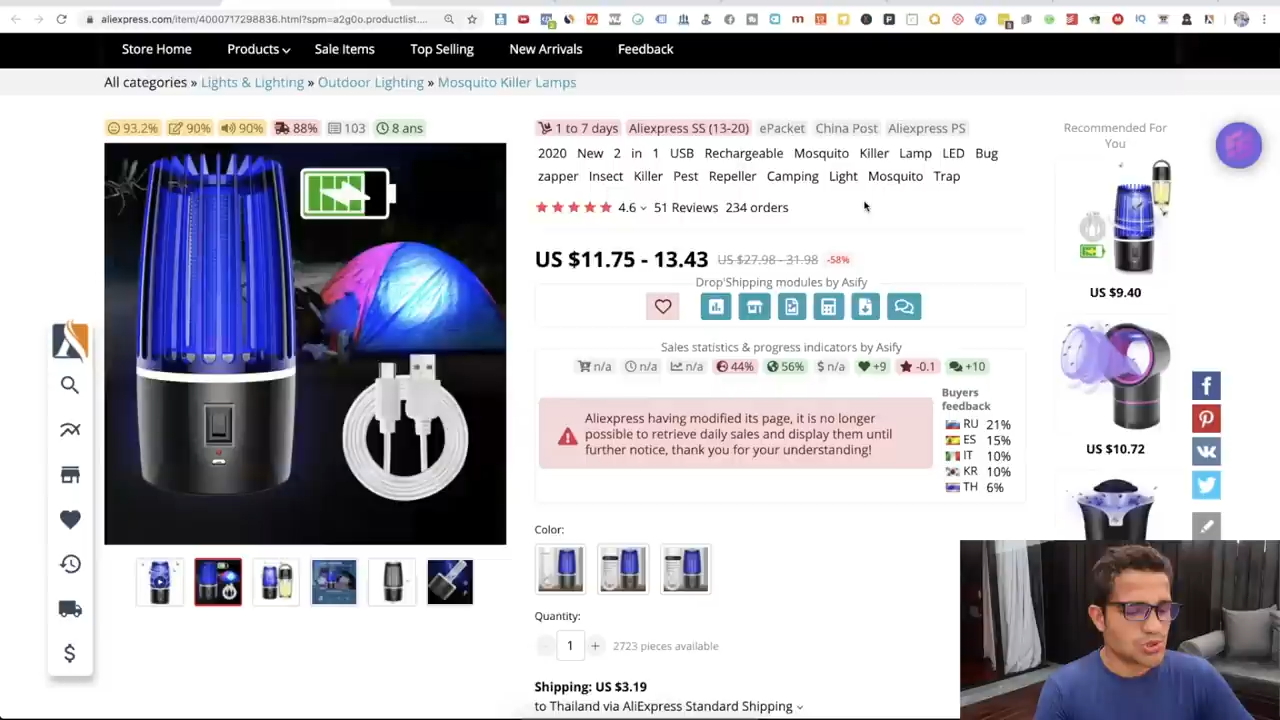 aliexpress.com/item/4000717298836.html?spm=a2g0o.productlist....
Store Home
Products
Sale Items
Top Selling
New Arrivals
Feedback
All categories » Lights & Lighting » Outdoor Lighting » Mosquito Killer Lamps
93.2%
90%
90%
88%
103
8 ans
1 to 7 days
Aliexpress SS (13-20)
ePacket
China Post
Aliexpress PS
2020 New 2 in 1 USB Rechargeable Mosquito Killer Lamp LED Bug
zapper Insect Killer Pest Repeller Camping Light Mosquito Trap
4.6
51 Reviews
234 orders
US $11.75 - 13.43
US $27.98 - 31.98
-58%
Drop'Shipping modules by Asify
Sales statistics & progress indicators by Asify
n/a
n/a
n/a
44%
56%
$ n/a
+9
-0.1
+10
Aliexpress having modified its page, it is no longer
possible to retrieve daily sales and display them until
further notice, thank you for your understanding!
Buyers
feedback
RU 21%
ES 15%
IT 10%
KR 10%
TH 6%
Color:
Quantity:
-
1
+
2723 pieces available
Shipping: US $3.19
to Thailand via AliExpress Standard Shipping
Recommended For
You
US $9.40
US $10.72